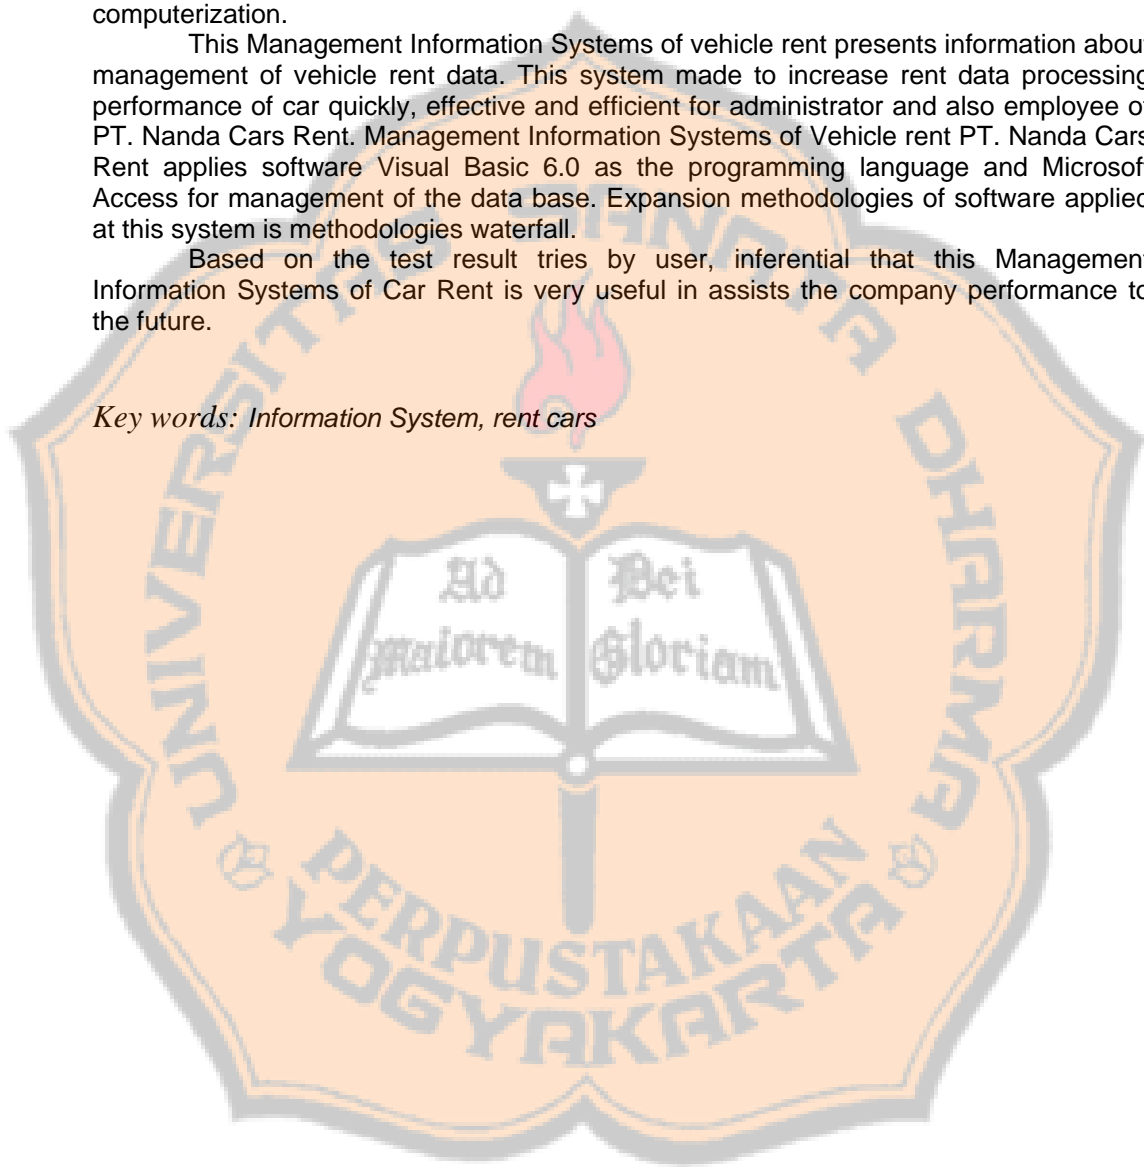 computerization.
This Management Information Systems of vehicle rent presents information about
management of vehicle rent data. This system made to increase rent data processing
performance of car quickly, effective and efficient for administrator and also employee of
PT. Nanda Cars Rent. Management Information Systems of Vehicle rent PT. Nanda Cars
Rent applies software Visual Basic 6.0 as the programming language and Microsoft
Access for management of the data base. Expansion methodologies of software applied
at this system is methodologies waterfall.
Based on the test result tries by user, inferential that this Management
Information Systems of Car Rent is very useful in assists the company performance to
the future.
Key words: Information System, rent cars
UNIVERSITAS SANATA DHARMA
Ad Dei
Maiorem Gloriam
PERPUSTAKAAN
YOGYAKARTA